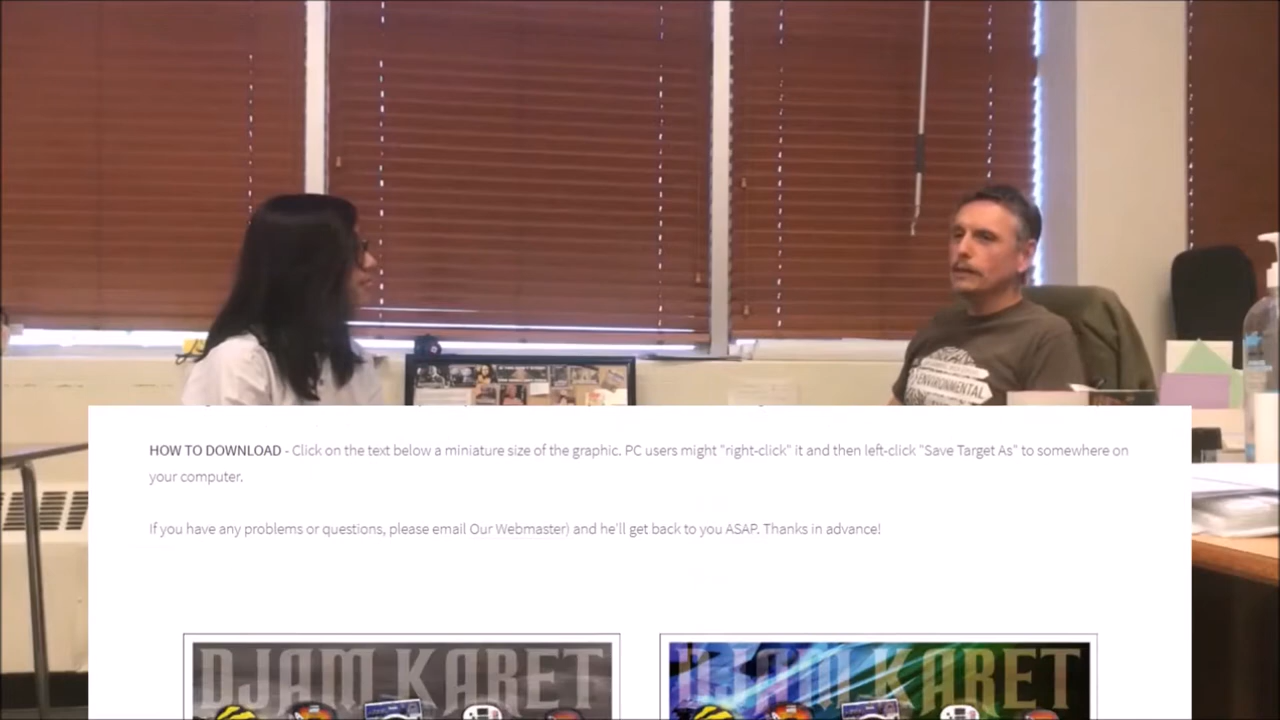 ENVIRONMENTAL
HOW TO DOWNLOAD - Click on the text below a miniature size of the graphic. PC users might "right-click" it and then left-click "Save Target As" to somewhere on
your computer.
If you have any problems or questions, please email Our Webmaster) and he'll get back to you ASAP. Thanks in advance!
DJAM KARET
DJAM KARET